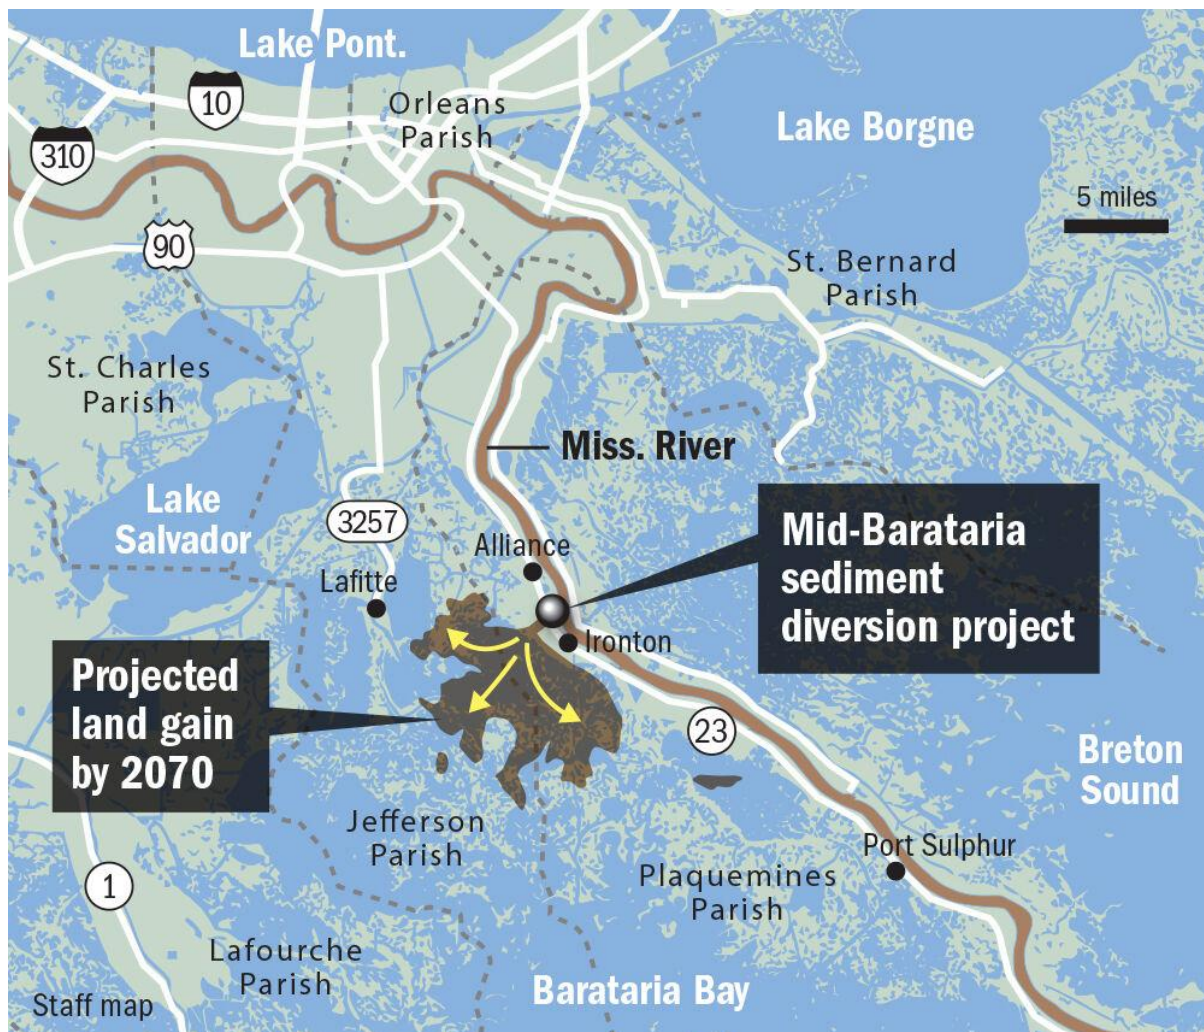 Lake Pont.
10
Orleans
Parish
Lake Borgne
310
5 miles
90
St. Bernard
Parish
St. Charles
Parish
Miss. River
Lake
Salvador
3257
Alliance
Mid-Barataria
sediment
diversion project
Lafitte
Ironton
Projected
land gain
by 2070
23
Breton
Sound
Jefferson
Parish
Port Sulphur
Plaquemines
Parish
1
Lafourche
Parish
Barataria Bay
Staff map